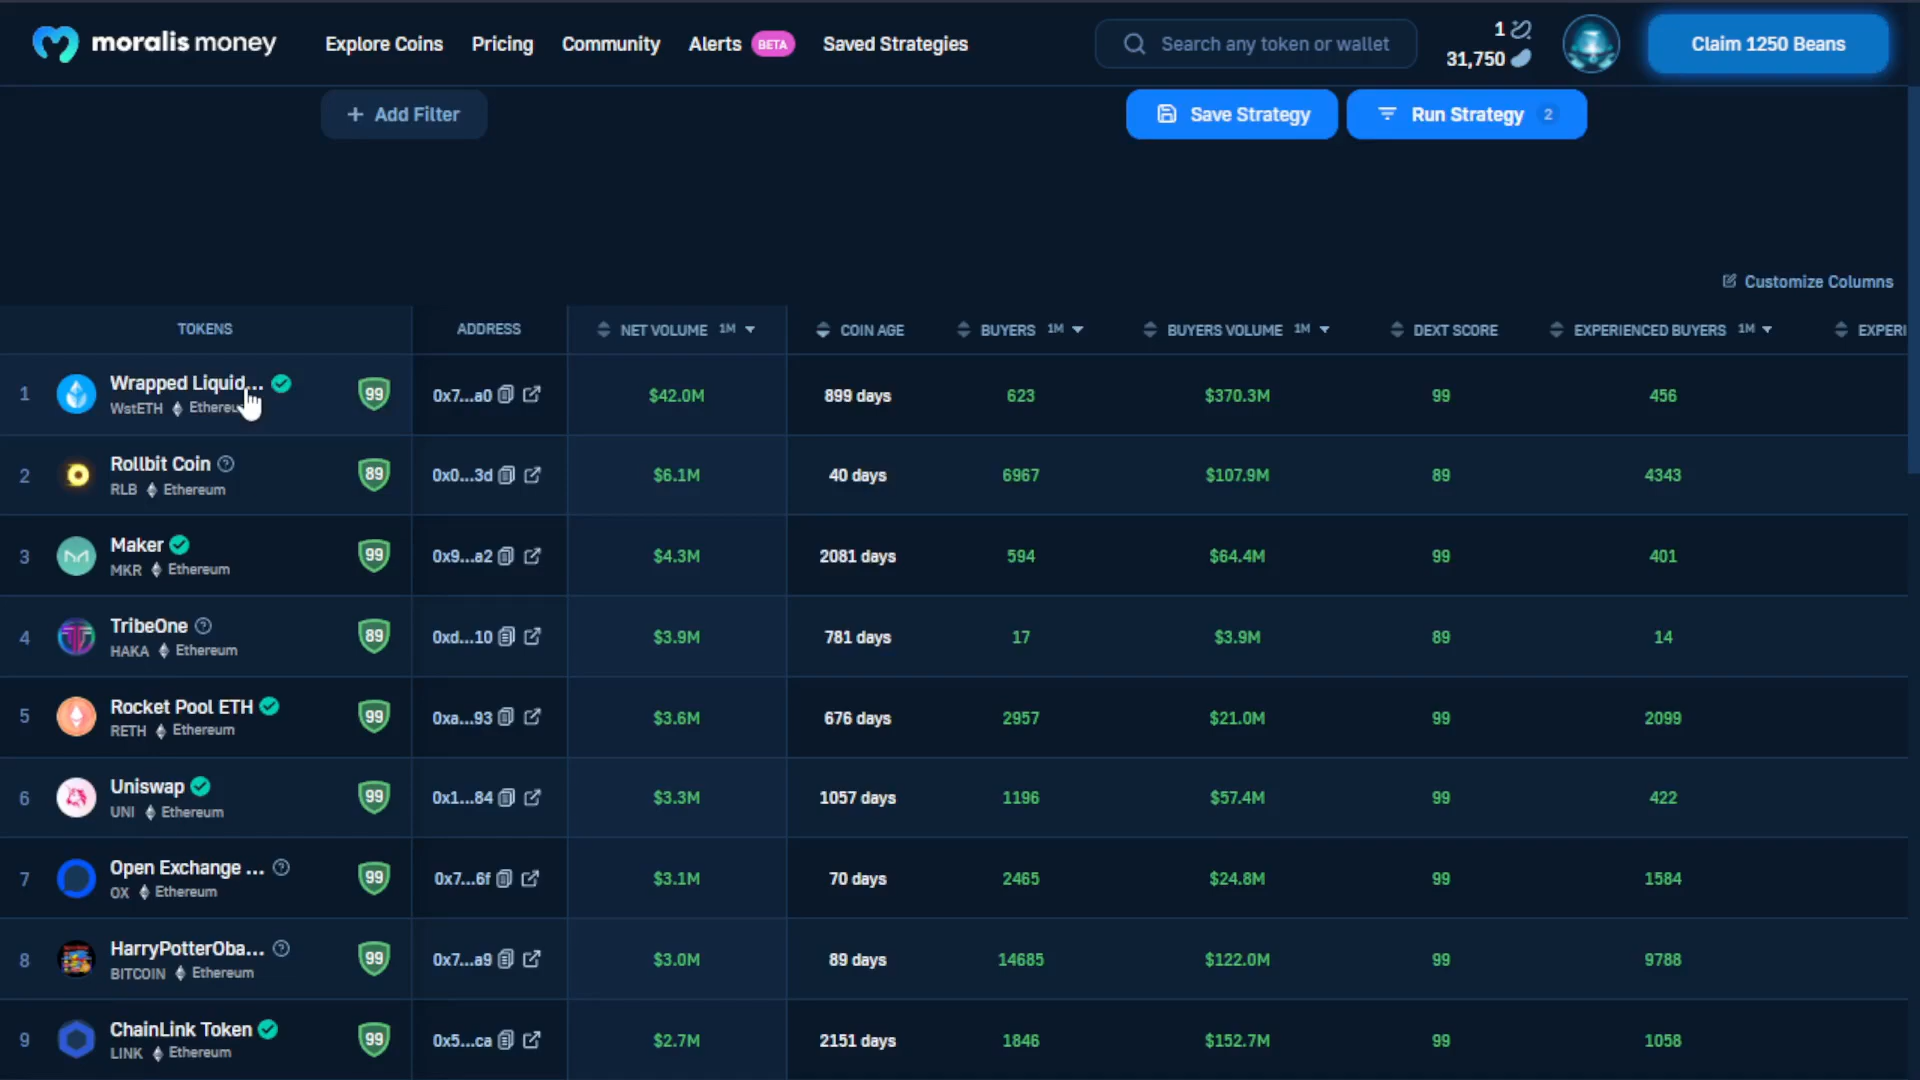 moralis money Explore Coins Pricing Community Alerts BETA Saved Strategies Search any token or wallet 1 31,750 Claim 1250 Beans
+ Add Filter Save Strategy Run Strategy 2
Customize Columns
TOKENS ADDRESS NET VOLUME 1M COIN AGE BUYERS 1M BUYERS VOLUME 1M DEXT SCORE EXPERIENCED BUYERS 1M EXPERI
1 Wrapped Liquid... 99 0x7...a0 $42.0M 899 days 623 $370.3M 99 456
WstETH Ethereu
2 Rollbit Coin 89 0x0...3d $6.1M 40 days 6967 $107.9M 89 4343
RLB Ethereum
3 Maker 99 0x9...a2 $4.3M 2081 days 594 $64.4M 99 401
MKR Ethereum
4 TribeOne 89 0xd...10 $3.9M 781 days 17 $3.9M 89 14
HAKA Ethereum
5 Rocket Pool ETH 99 0xa...93 $3.6M 676 days 2957 $21.0M 99 2099
RETH Ethereum
6 Uniswap 99 0x1...84 $3.3M 1057 days 1196 $57.4M 99 422
UNI Ethereum
7 Open Exchange ... 99 0x7...6f $3.1M 70 days 2465 $24.8M 99 1584
OX Ethereum
8 HarryPotterOba... 99 0x7...a9 $3.0M 89 days 14685 $122.0M 99 9788
BITCOIN Ethereum
9 ChainLink Token 99 0x5...ca $2.7M 2151 days 1846 $152.7M 99 1058
LINK Ethereum